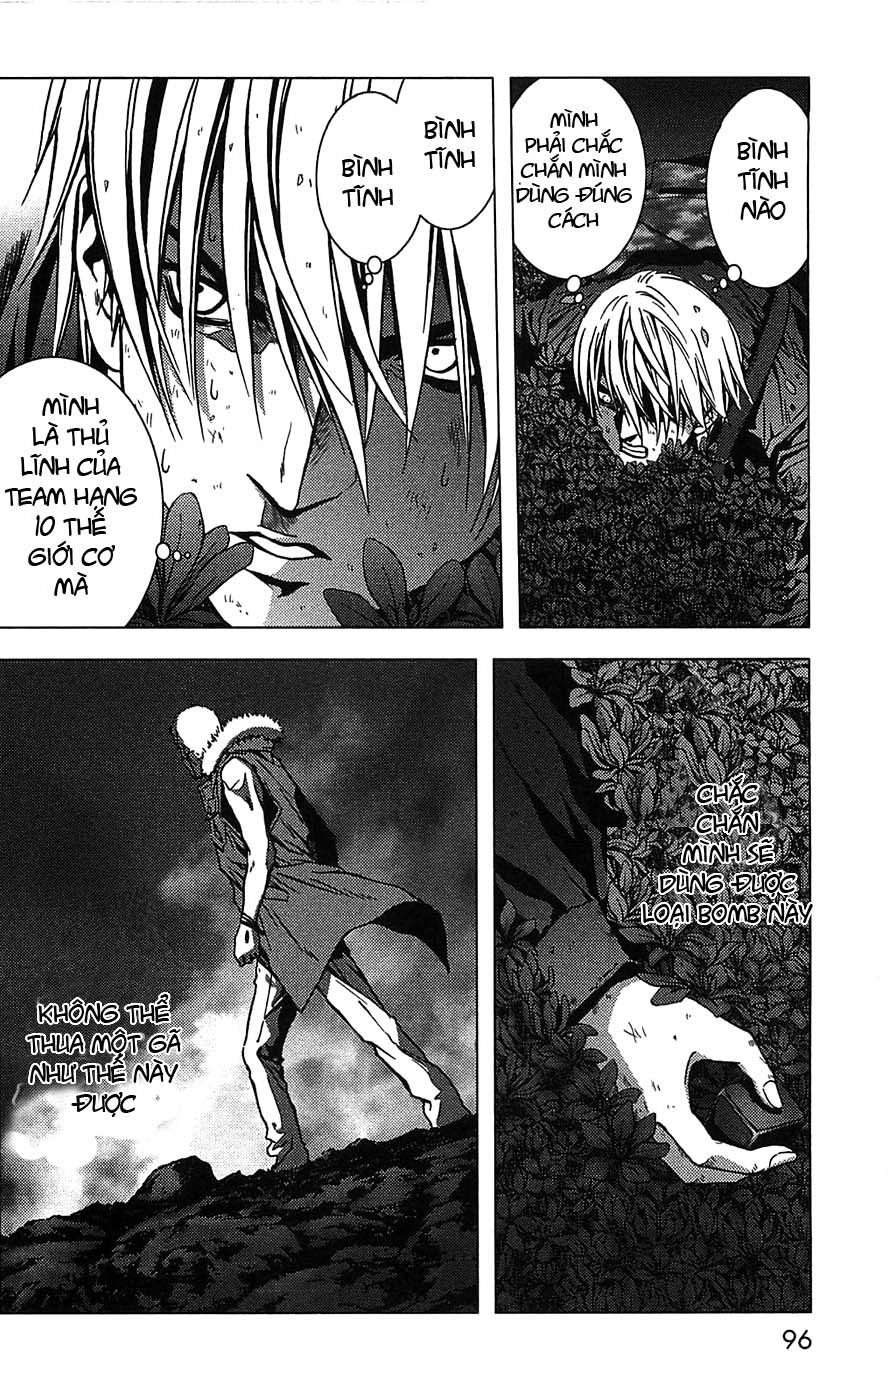 BÌNH
TĨNH
NÀO
MÌNH
PHẢI CHẮC
CHẮN MÌNH
DÙNG ĐÚNG
CÁCH
BÌNH
TĨNH
BÌNH
TĨNH
MÌNH
LÀ THỦ
LĨNH CỦA
TEAM HẠNG
10 THẾ
GIỚI CƠ
MÀ
CHẮC
CHẮN
MÌNH SẼ
DÙNG ĐƯỢC
LOẠI BOMB NÀY
KHÔNG THỂ
THUA MỘT GÃ
NHƯ THẾ NÀY
ĐƯỢC
96